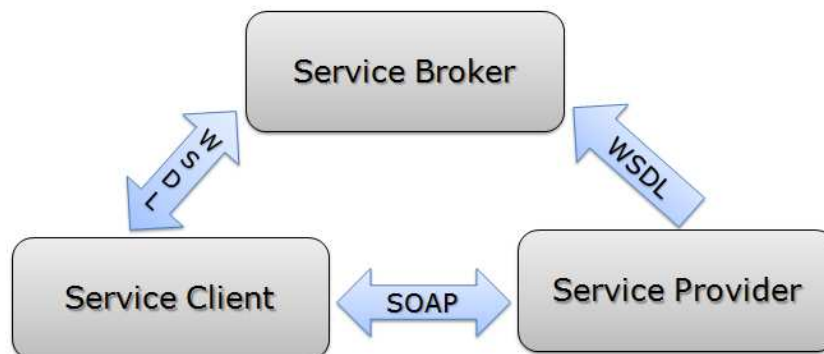 Service Broker
WSDL
WSDL
Service Client
SOAP
Service Provider